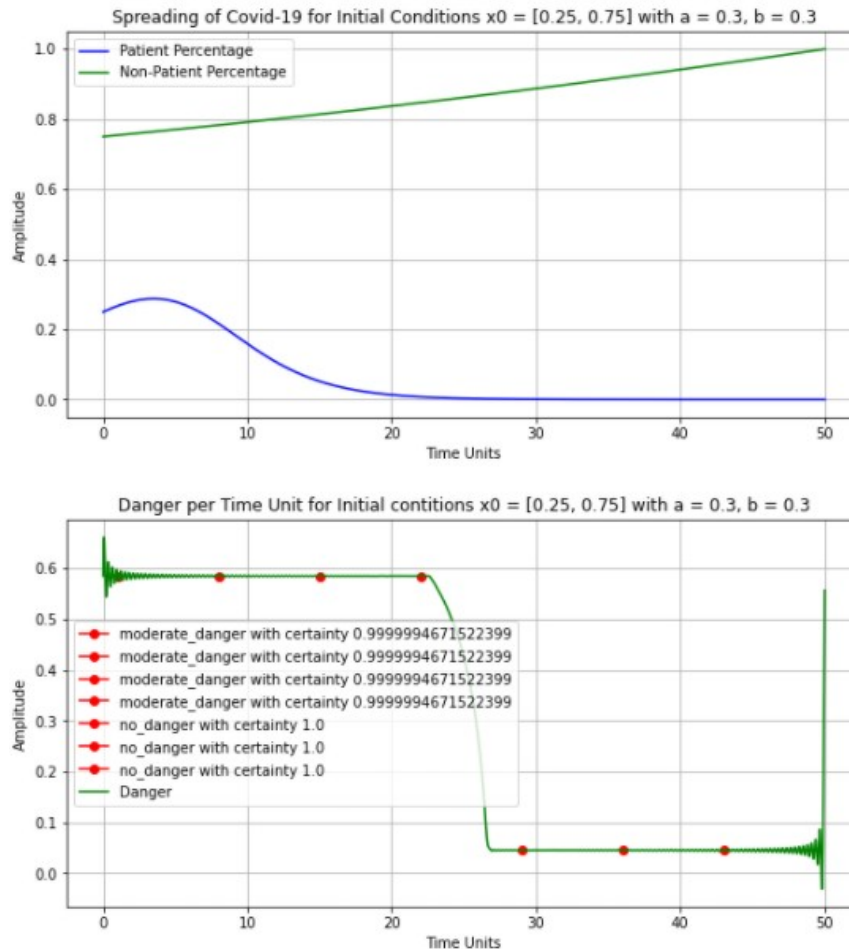 Spreading of Covid-19 for Initial Conditions x0 = [0.25, 0.75] with a = 0.3, b = 0.3
Patient Percentage
Non-Patient Percentage
1.0
0.8
0.6
0.4
0.2
0.0
Amplitude
0 10 20 30 40 50
Time Units
Danger per Time Unit for Initial contitions x0 = [0.25, 0.75] with a = 0.3, b = 0.3
0.6
0.5
0.4
0.3
0.2
0.1
0.0
Amplitude
moderate_danger with certainty 0.9999994671522399
moderate_danger with certainty 0.9999994671522399
moderate_danger with certainty 0.9999994671522399
moderate_danger with certainty 0.9999994671522399
no_danger with certainty 1.0
no_danger with certainty 1.0
no_danger with certainty 1.0
Danger
0 10 20 30 40 50
Time Units